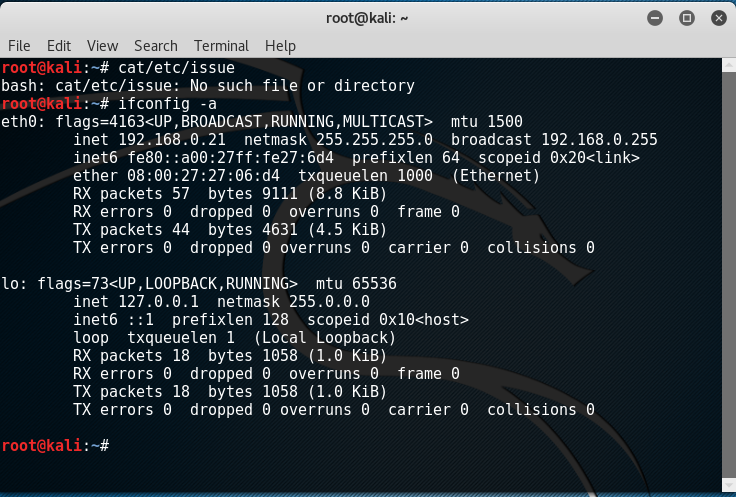 root@kali: ~
File Edit View Search Terminal Help
root@kali:~# cat/etc/issue
bash: cat/etc/issue: No such file or directory
root@kali:~# ifconfig -a
eth0: flags=4163<UP,BROADCAST,RUNNING,MULTICAST>  mtu 1500
        inet 192.168.0.21  netmask 255.255.255.0  broadcast 192.168.0.255
        inet6 fe80::a00:27ff:fe27:6d4  prefixlen 64  scopeid 0x20<link>
        ether 08:00:27:27:06:d4  txqueuelen 1000  (Ethernet)
        RX packets 57  bytes 9111 (8.8 KiB)
        RX errors 0  dropped 0  overruns 0  frame 0
        TX packets 44  bytes 4631 (4.5 KiB)
        TX errors 0  dropped 0 overruns 0  carrier 0  collisions 0

lo: flags=73<UP,LOOPBACK,RUNNING>  mtu 65536
        inet 127.0.0.1  netmask 255.0.0.0
        inet6 ::1  prefixlen 128  scopeid 0x10<host>
        loop  txqueuelen 1  (Local Loopback)
        RX packets 18  bytes 1058 (1.0 KiB)
        RX errors 0  dropped 0  overruns 0  frame 0
        TX packets 18  bytes 1058 (1.0 KiB)
        TX errors 0  dropped 0 overruns 0  carrier 0  collisions 0

root@kali:~#